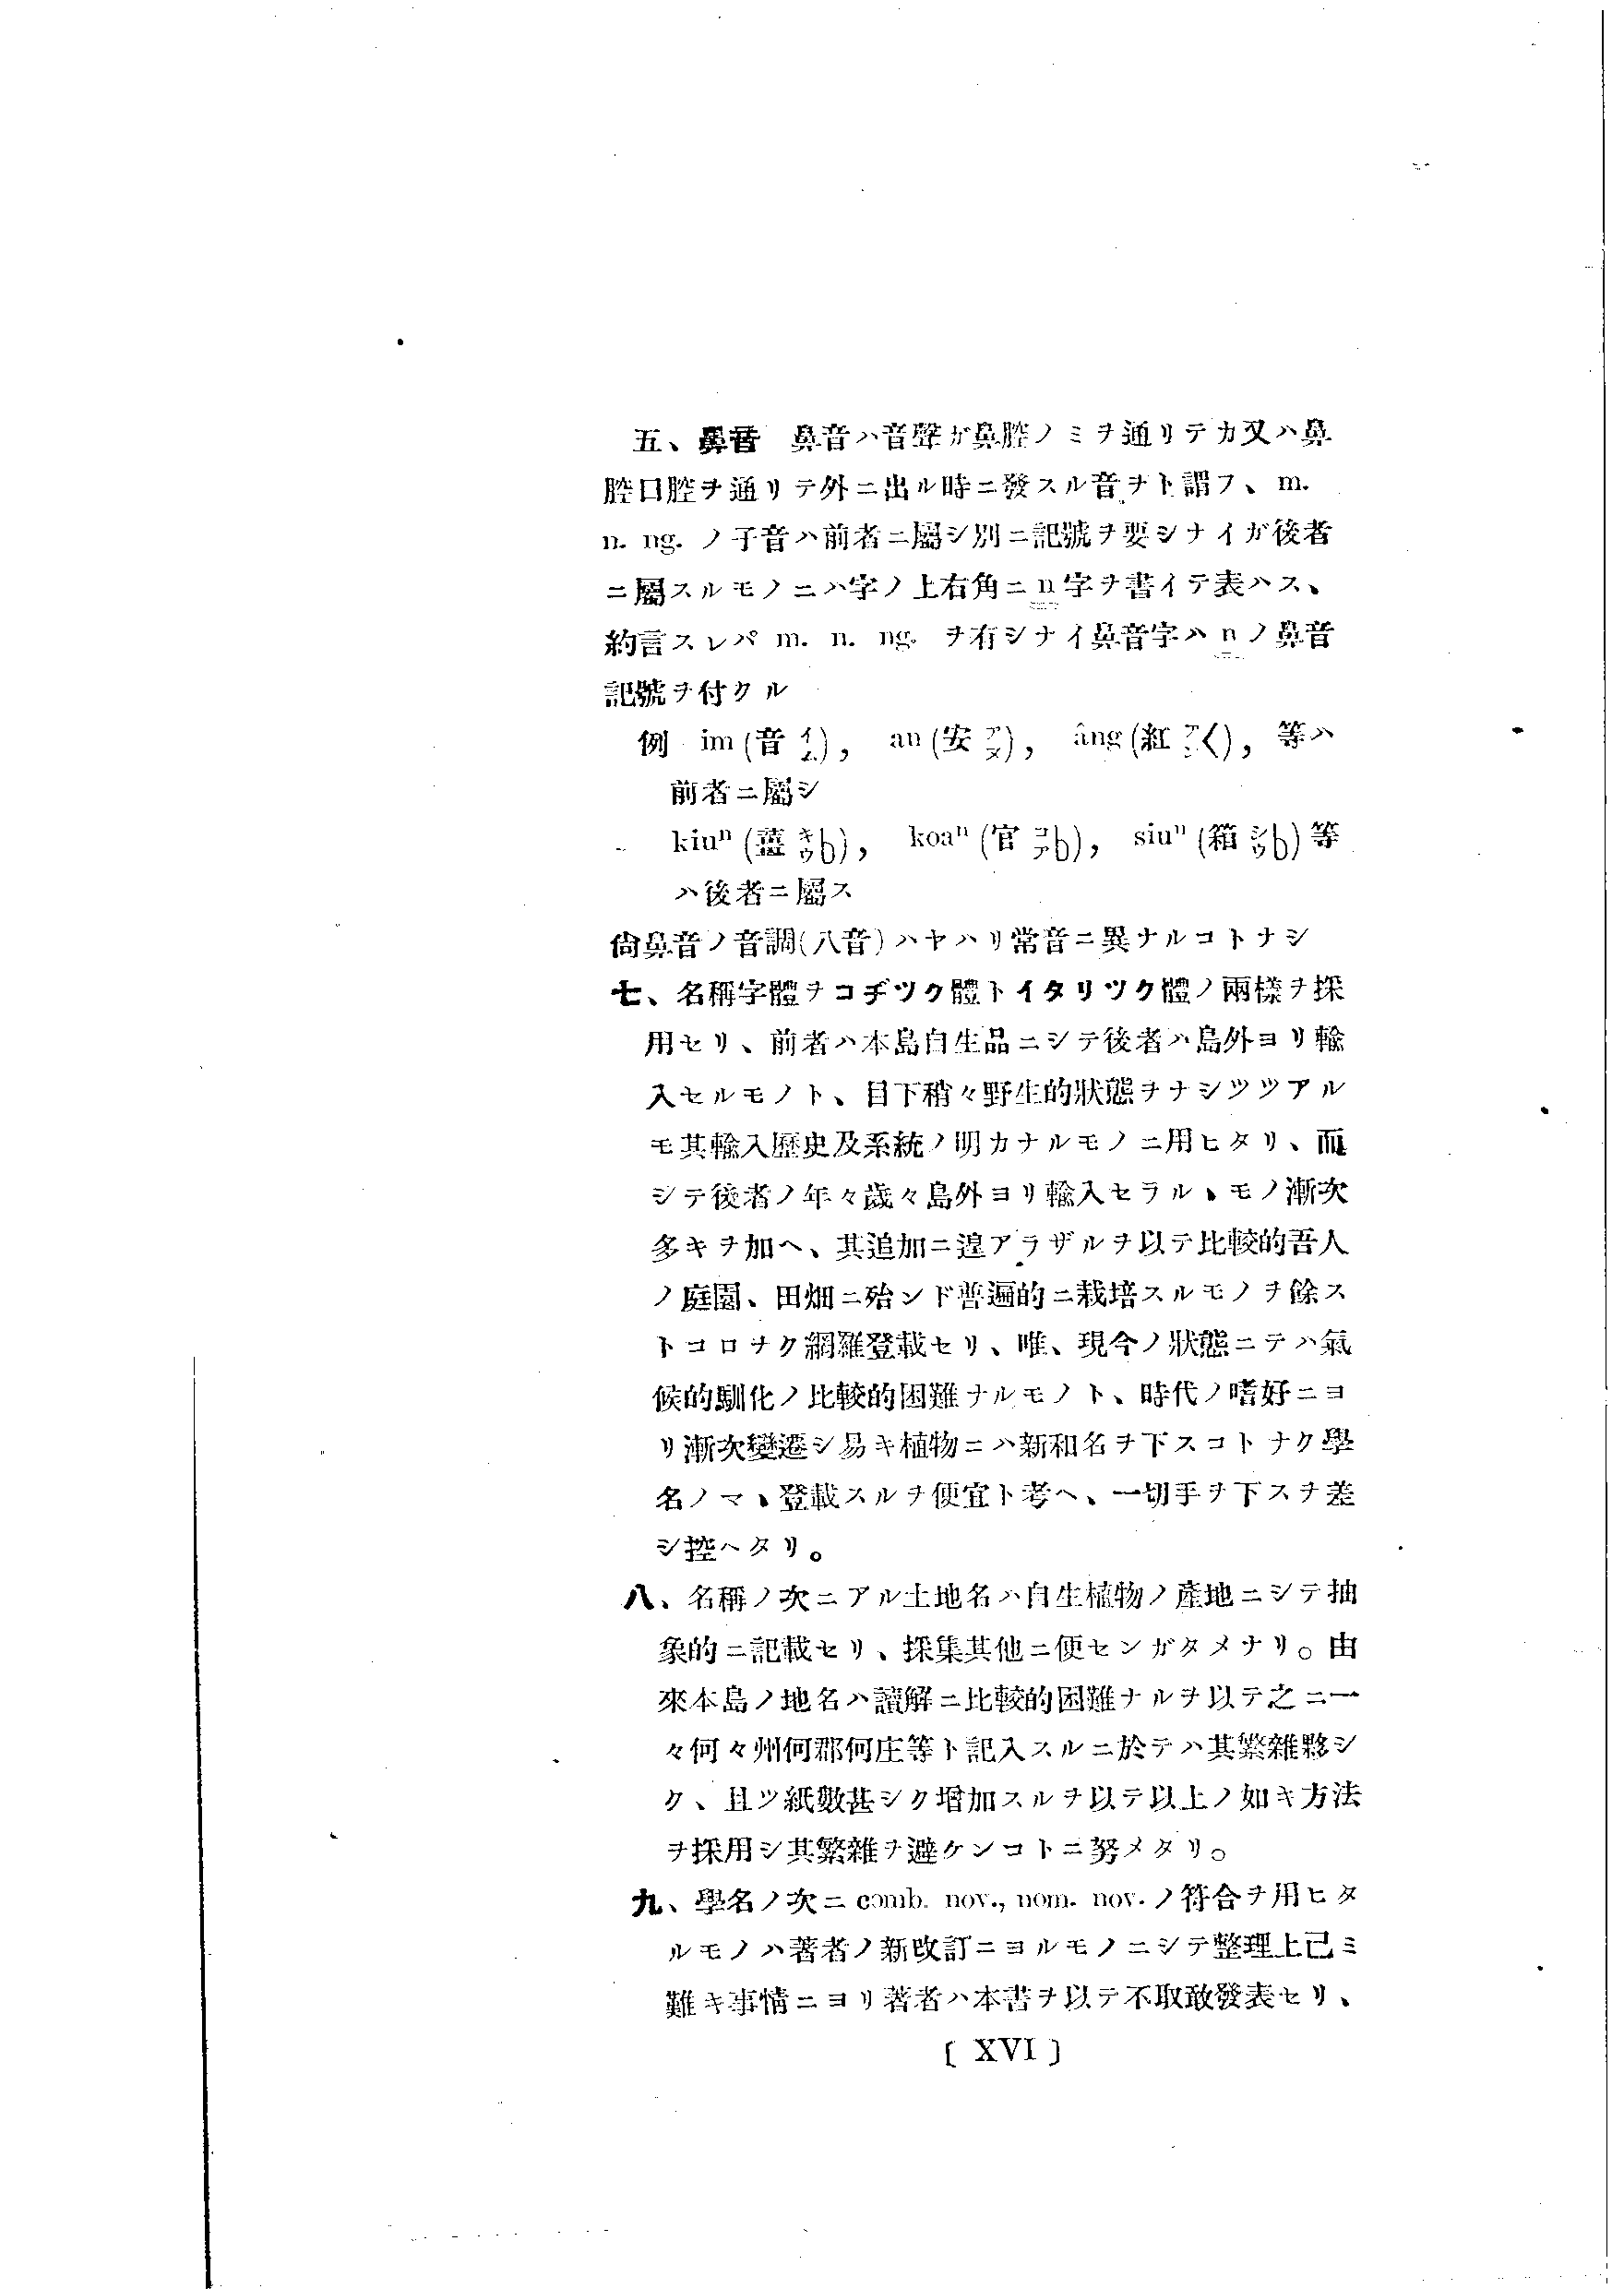 五、鼻音　鼻音ハ音聲ガ鼻腔ノミヲ通リテカ又ハ鼻
腔口腔ヲ通リテ外ニ出ル時ニ發スル音ヲト謂フ、m.
n. ng. ノ子音ハ前者ニ屬シ別ニ記號ヲ要シナイガ後者
ニ屬スルモノニハ字ノ上右角ニ n 字ヲ書イテ表ハス、
約言スレバ m. n. ng. ヲ有シナイ鼻音字ハ n ノ鼻音
記號ヲ付クル
例 im (音 イム), an (安 アヌ), âng (紅), 等ハ
前者ニ屬シ
kiuⁿ (薑 キウ), koaⁿ (官 コア), siuⁿ (箱 シウ) 等
ハ後者ニ屬ス
尙鼻音ノ音調(八音)ハヤハリ常音ニ異ナルコトナシ
七、名稱字體ヲコヂツク體トイタリツク體ノ兩樣ヲ採
用セリ、前者ハ本島自生品ニシテ後者ハ島外ヨリ輸
入セルモノト、目下稍々野生的狀態ヲナシツツアル
モ其輸入歷史及系統ノ明カナルモノニ用ヒタリ、而
シテ後者ノ年々歲々島外ヨリ輸入セラルヽモノ漸次
多キヲ加ヘ、其追加ニ遑アラザルヲ以テ比較的吾人
ノ庭園、田畑ニ殆ンド普遍的ニ栽培スルモノヲ餘ス
トコロナク網羅登載セリ、唯、現今ノ狀態ニテハ氣
候的馴化ノ比較的困難ナルモノト、時代ノ嗜好ニヨ
リ漸次變遷シ易キ植物ニハ新和名ヲ下スコトナク學
名ノマヽ登載スルヲ便宜ト考ヘ、一切手ヲ下スヲ差
シ控ヘタリ。
八、名稱ノ次ニアル土地名ハ自生植物ノ產地ニシテ抽
象的ニ記載セリ、採集其他ニ便センガタメナリ。由
來本島ノ地名ハ讀解ニ比較的困難ナルヲ以テ之ニ一
々何々州何郡何庄等ト記入スルニ於テハ其繁雜夥シ
ク、且ツ紙數甚シク增加スルヲ以テ以上ノ如キ方法
ヲ採用シ其繁雜ヲ避ケンコトニ努メタリ。
九、學名ノ次ニ comb. nov., nom. nov. ノ符合ヲ用ヒタ
ルモノハ著者ノ新改訂ニヨルモノニシテ整理上已ミ
難キ事情ニヨリ著者ハ本書ヲ以テ不取敢發表セリ、
( XVI )